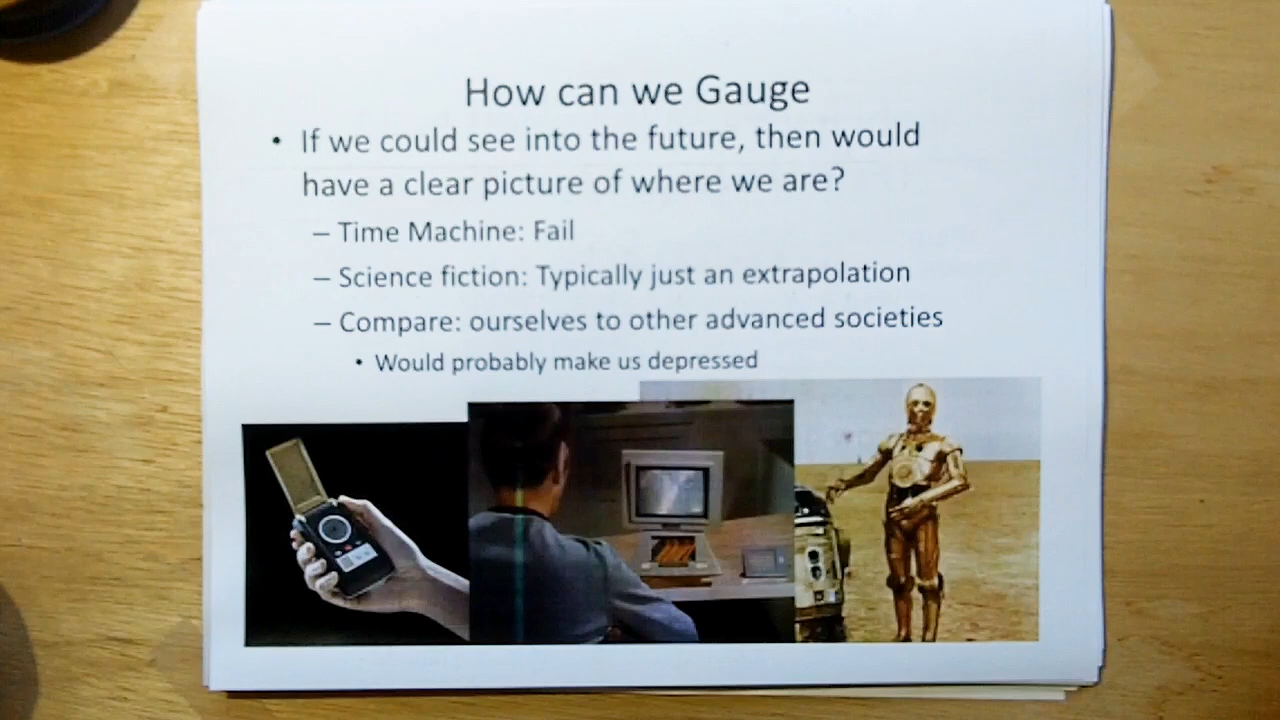 How can we Gauge
• If we could see into the future, then would
have a clear picture of where we are?
– Time Machine: Fail
– Science fiction: Typically just an extrapolation
– Compare: ourselves to other advanced societies
• Would probably make us depressed